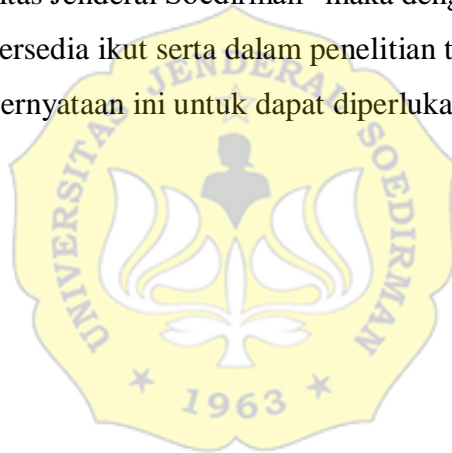 itas Jenderal Soedirman" maka deng
ersedia ikut serta dalam penelitian t
ernyataan ini untuk dapat diperluka
UNIVERSITAS JENDERAL SOEDIRMAN
1963